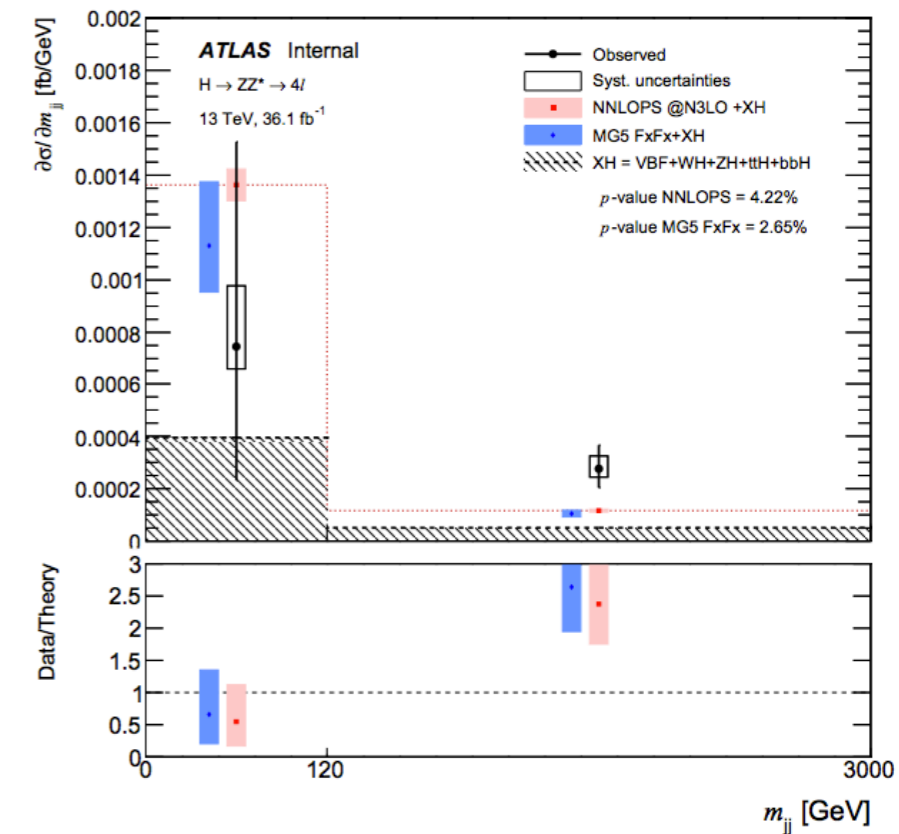 0.002
0.0018
0.0016
0.0014
0.0012
0.001
0.0008
0.0006
0.0004
0.0002
0
∂σ/∂m_jj [fb/GeV]
ATLAS Internal
H → ZZ* → 4l
13 TeV, 36.1 fb⁻¹
Observed
Syst. uncertainties
NNLOPS @N3LO +XH
MG5 FxFx+XH
XH = VBF+WH+ZH+ttH+bbH
p-value NNLOPS = 4.22%
p-value MG5 FxFx = 2.65%
3
2.5
2
1.5
1
0.5
0
Data/Theory
0 120 3000
m_jj [GeV]